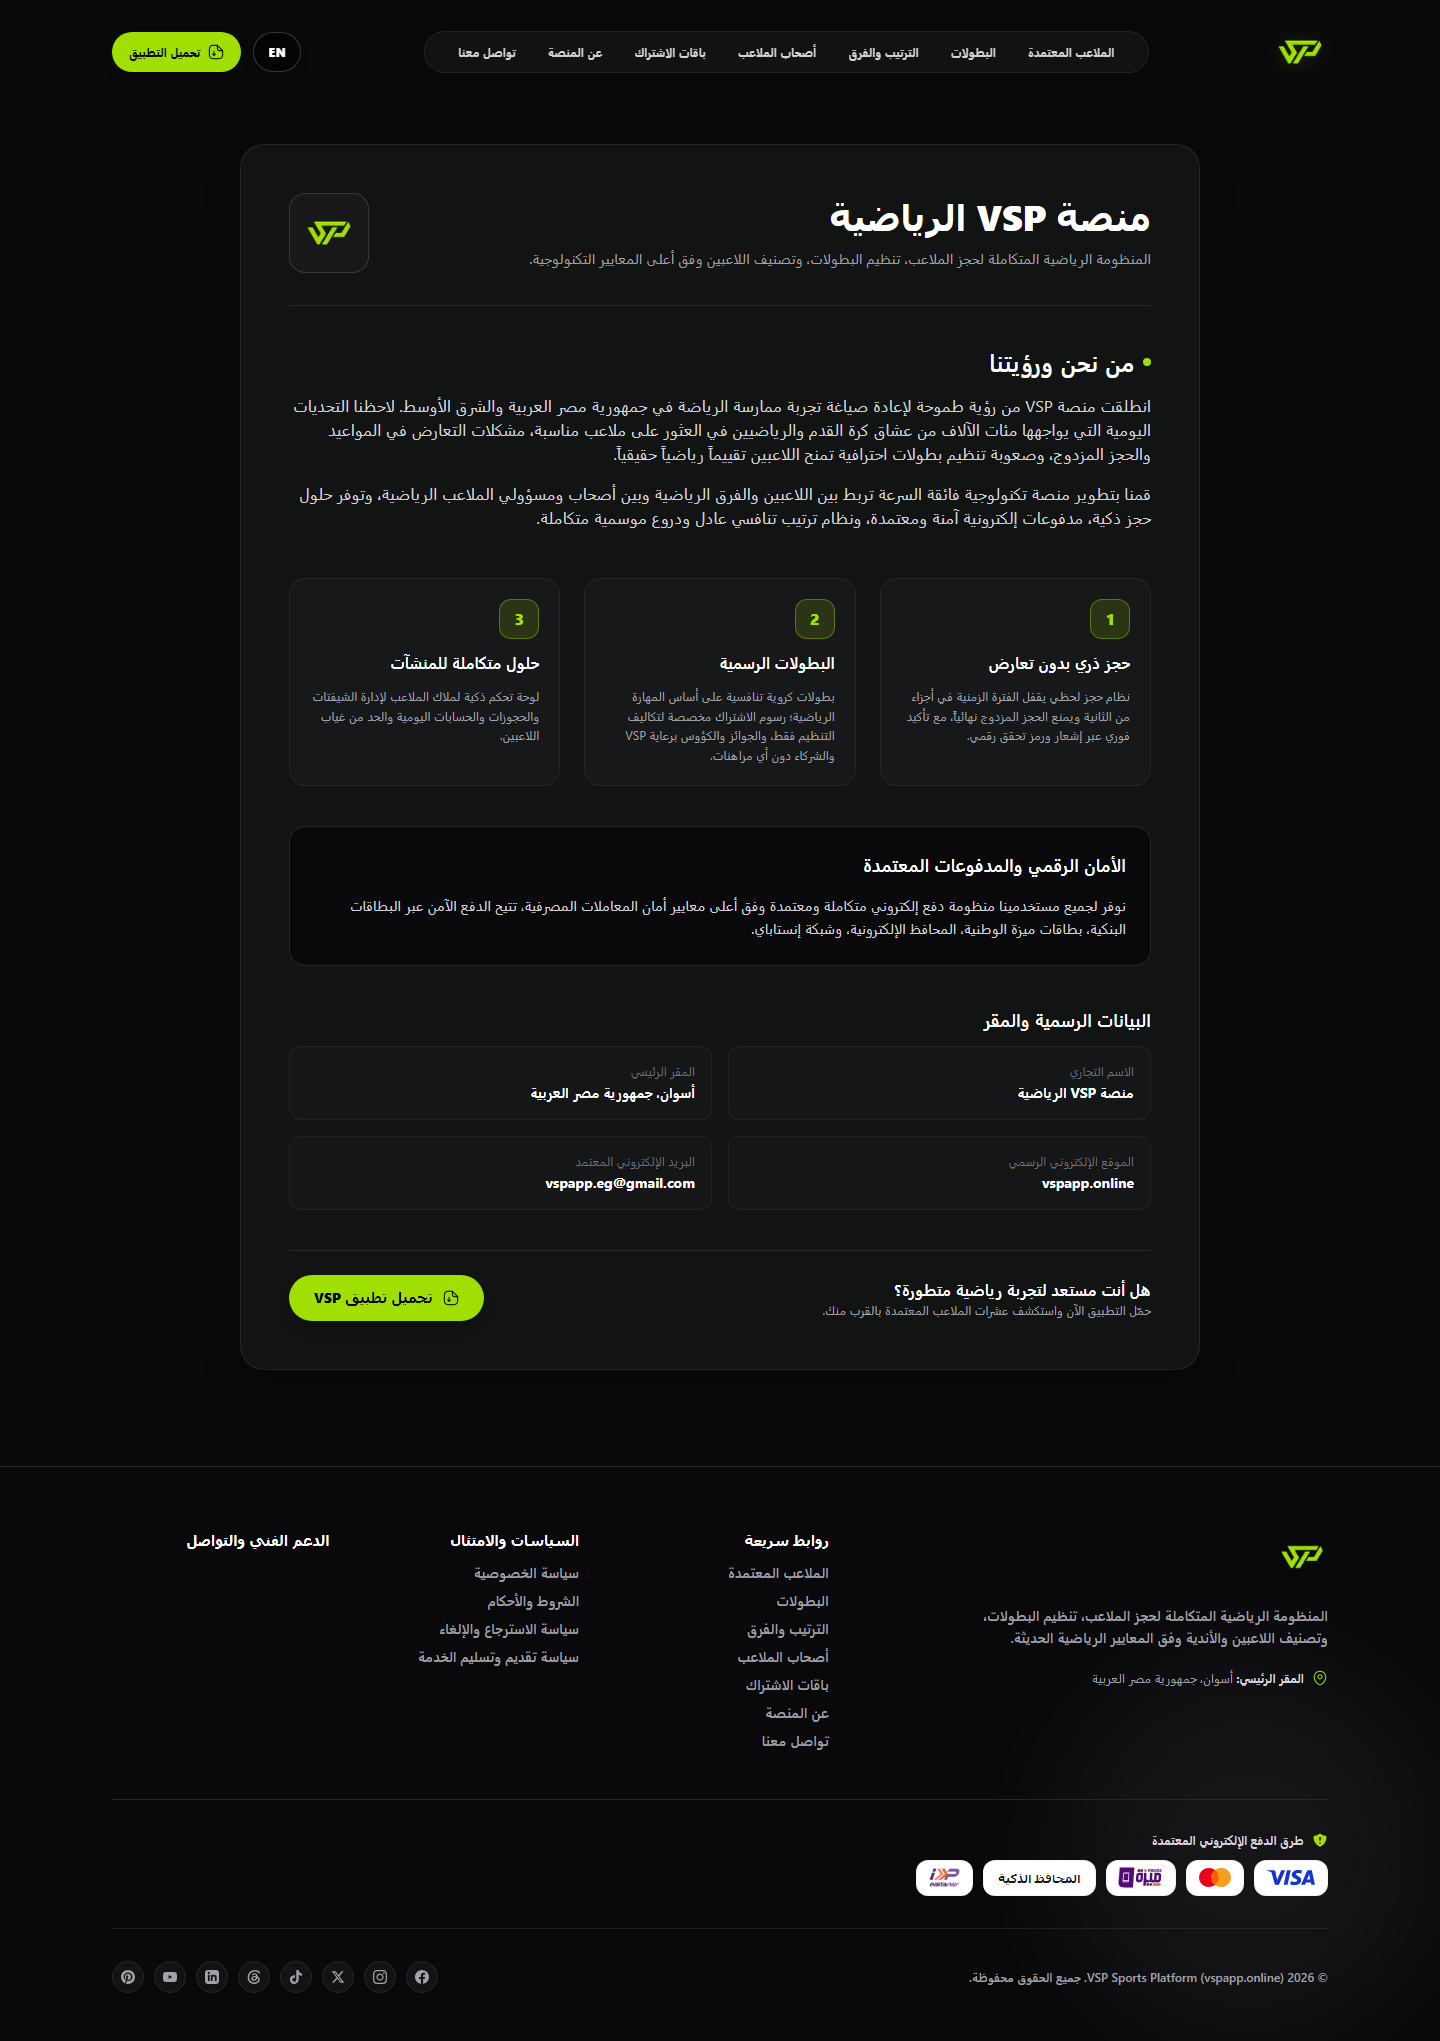 VSP
الملاعب المعتمدة
البطولات
الترتيب والفرق
أصحاب الملاعب
باقات الاشتراك
عن المنصة
تواصل معنا
EN
تحميل التطبيق
منصة VSP الرياضية
المنظومة الرياضية المتكاملة لحجز الملاعب، تنظيم البطولات، وتصنيف اللاعبين وفق أعلى المعايير التكنولوجية.
VSP
من نحن ورؤيتنا
انطلقت منصة VSP من رؤية طموحة لإعادة صياغة تجربة ممارسة الرياضة في جمهورية مصر العربية والشرق الأوسط. لاحظنا التحديات
اليومية التي يواجهها مئات الآلاف من عشاق كرة القدم والرياضيين في العثور على ملاعب مناسبة، مشكلات التعارض في المواعيد
والحجز المزدوج، وصعوبة تنظيم بطولات احترافية تمنح اللاعبين تقييماً رياضياً حقيقياً.
قمنا بتطوير منصة تكنولوجية فائقة السرعة تربط بين اللاعبين والفرق الرياضية وبين أصحاب ومسؤولي الملاعب الرياضية، وتوفر حلول
حجز ذكية، مدفوعات إلكترونية آمنة ومعتمدة، ونظام ترتيب تنافسي عادل ودروع موسمية متكاملة.
1
حجز ذري بدون تعارض
نظام حجز لحظي يقفل الفترة الزمنية في أجزاء
من الثانية ويمنع الحجز المزدوج نهائياً، مع تأكيد
فوري عبر إشعار ورمز تحقق رقمي.
2
البطولات الرسمية
بطولات كروية تنافسية على أساس المهارة
الرياضية؛ رسوم الاشتراك مخصصة لتكاليف
التنظيم فقط، والجوائز والكؤوس برعاية VSP
والشركاء دون أي مراهنات.
3
حلول متكاملة للمنشآت
لوحة تحكم ذكية لملاك الملاعب لإدارة الشيفتات
والحجوزات والحسابات اليومية والحد من غياب
اللاعبين.
الأمان الرقمي والمدفوعات المعتمدة
نوفر لجميع مستخدمينا منظومة دفع إلكتروني متكاملة ومعتمدة وفق أعلى معايير أمان المعاملات المصرفية، تتيح الدفع الآمن عبر البطاقات
البنكية، بطاقات ميزة الوطنية، المحافظ الإلكترونية، وشبكة إنستاباي.
البيانات الرسمية والمقر
الاسم التجاري
منصة VSP الرياضية
المقر الرئيسي
أسوان، جمهورية مصر العربية
الموقع الإلكتروني الرسمي
vspapp.online
البريد الإلكتروني المعتمد
vspapp.eg@gmail.com
هل أنت مستعد لتجربة رياضية متطورة؟
حمّل التطبيق الآن واستكشف عشرات الملاعب المعتمدة بالقرب منك.
تحميل تطبيق VSP
VSP
المنظومة الرياضية المتكاملة لحجز الملاعب، تنظيم البطولات،
وتصنيف اللاعبين والأندية وفق المعايير الرياضية الحديثة.
المقر الرئيسي: أسوان، جمهورية مصر العربية
روابط سريعة
الملاعب المعتمدة
البطولات
الترتيب والفرق
أصحاب الملاعب
باقات الاشتراك
عن المنصة
تواصل معنا
السياسات والامتثال
سياسة الخصوصية
الشروط والأحكام
سياسة الاسترجاع والإلغاء
سياسة تقديم وتسليم الخدمة
الدعم الفني والتواصل
طرق الدفع الإلكتروني المعتمدة
VISA
ميزة
المحافظ الذكية
INSTAPAY
© 2026 VSP Sports Platform (vspapp.online). جميع الحقوق محفوظة.